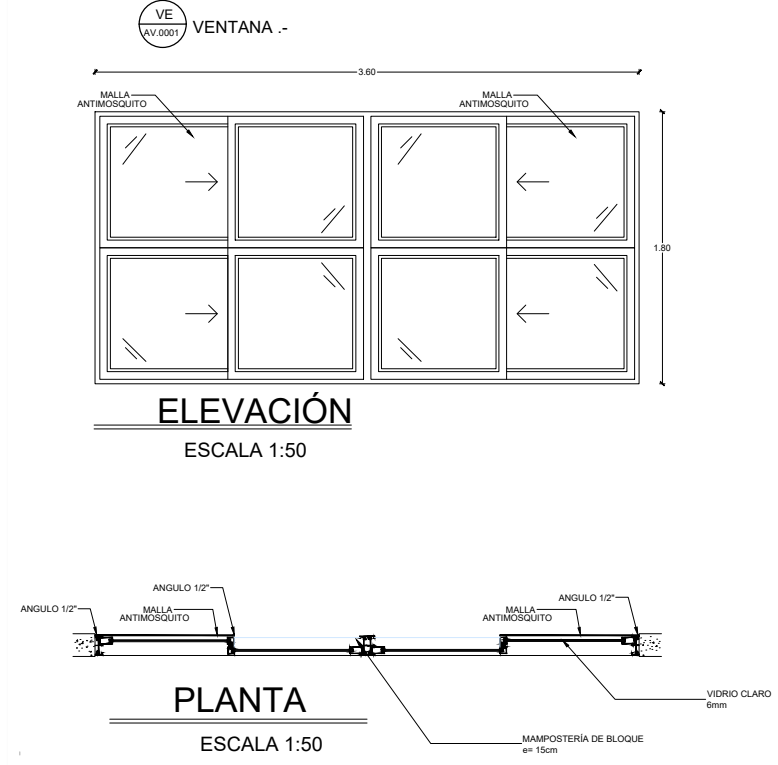 VE
AV.0001
VENTANA .-
3.60
MALLA
ANTIMOSQUITO
MALLA
ANTIMOSQUITO
1.80
ELEVACIÓN
ESCALA 1:50
ANGULO 1/2"
ANGULO 1/2"
MALLA
ANTIMOSQUITO
MALLA
ANTIMOSQUITO
ANGULO 1/2"
PLANTA
ESCALA 1:50
VIDRIO CLARO
6mm
MAMPOSTERÍA DE BLOQUE
e= 15cm